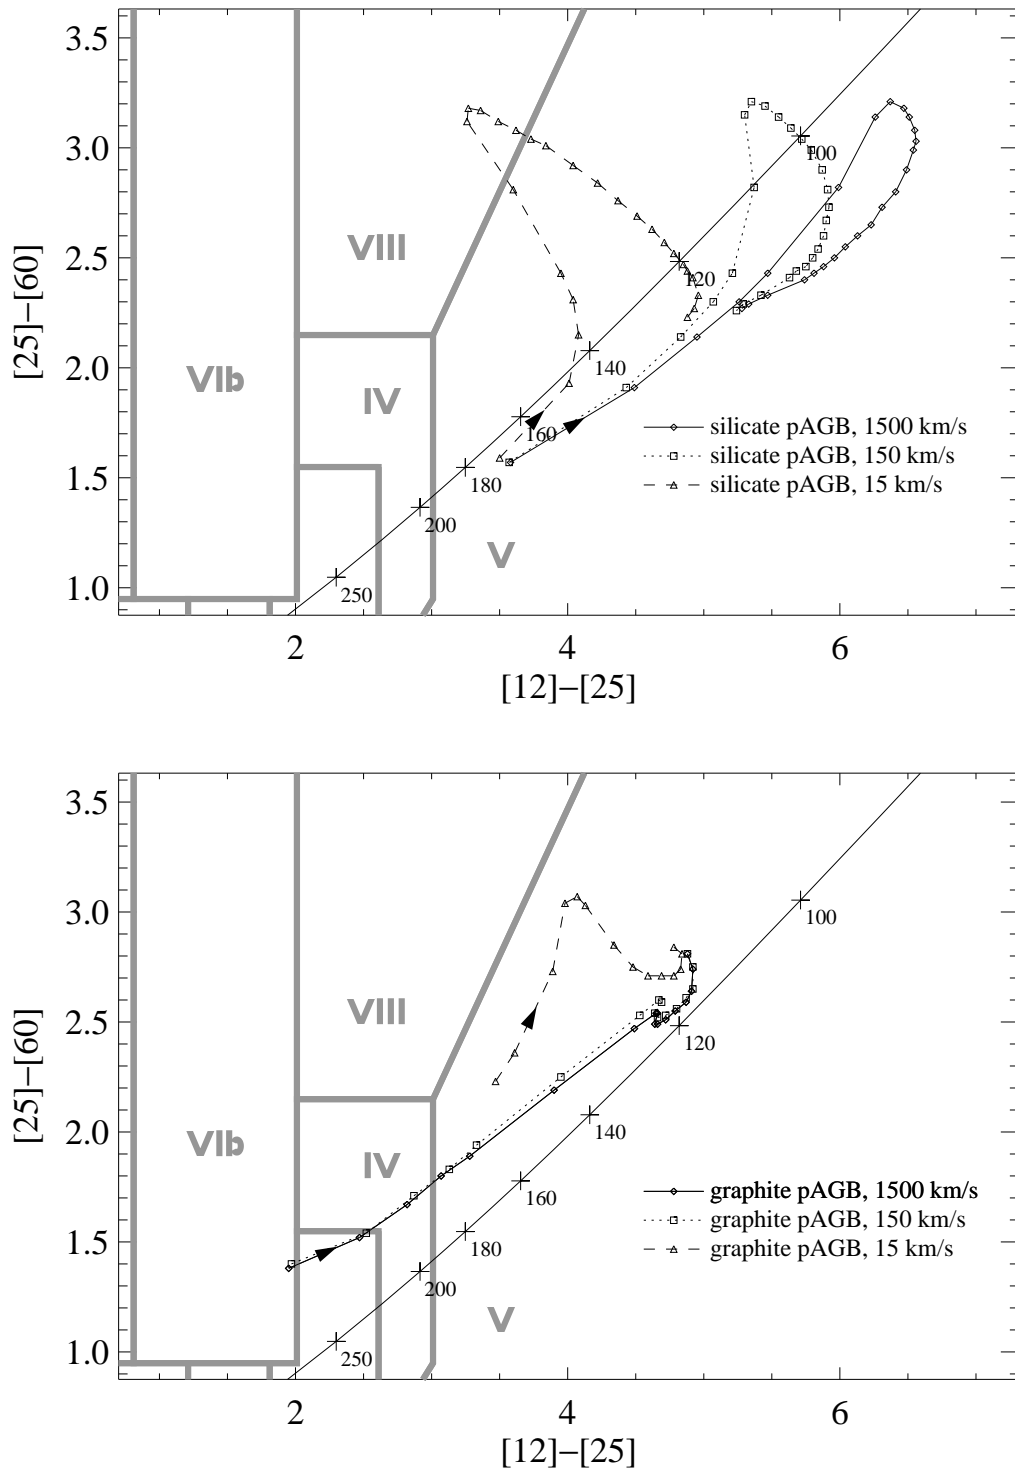 3.5
3.0
2.5
2.0
1.5
1.0
[25]−[60]
VIII
VIb
IV
V
100
120
140
160
180
200
250
silicate pAGB, 1500 km/s
silicate pAGB, 150 km/s
silicate pAGB, 15 km/s
2 4 6
[12]−[25]
3.5
3.0
2.5
2.0
1.5
1.0
[25]−[60]
VIII
VIb
IV
V
100
120
140
160
180
200
250
graphite pAGB, 1500 km/s
graphite pAGB, 150 km/s
graphite pAGB, 15 km/s
2 4 6
[12]−[25]